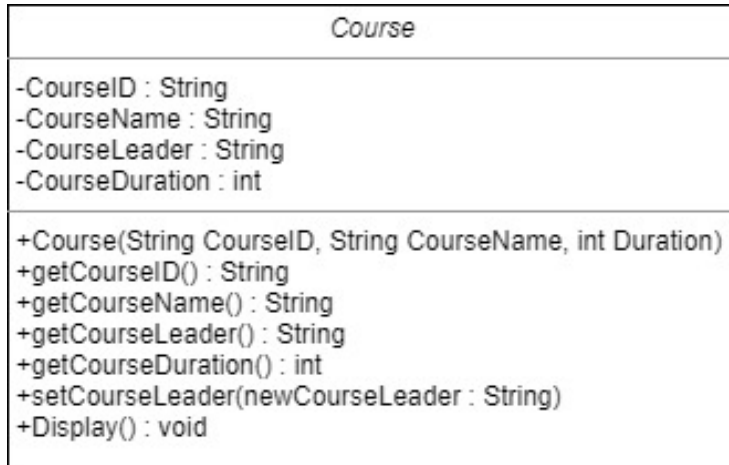 Course
-CourseID : String
-CourseName : String
-CourseLeader : String
-CourseDuration : int
+Course(String CourseID, String CourseName, int Duration)
+getCourseID() : String
+getCourseName() : String
+getCourseLeader() : String
+getCourseDuration() : int
+setCourseLeader(newCourseLeader : String)
+Display() : void